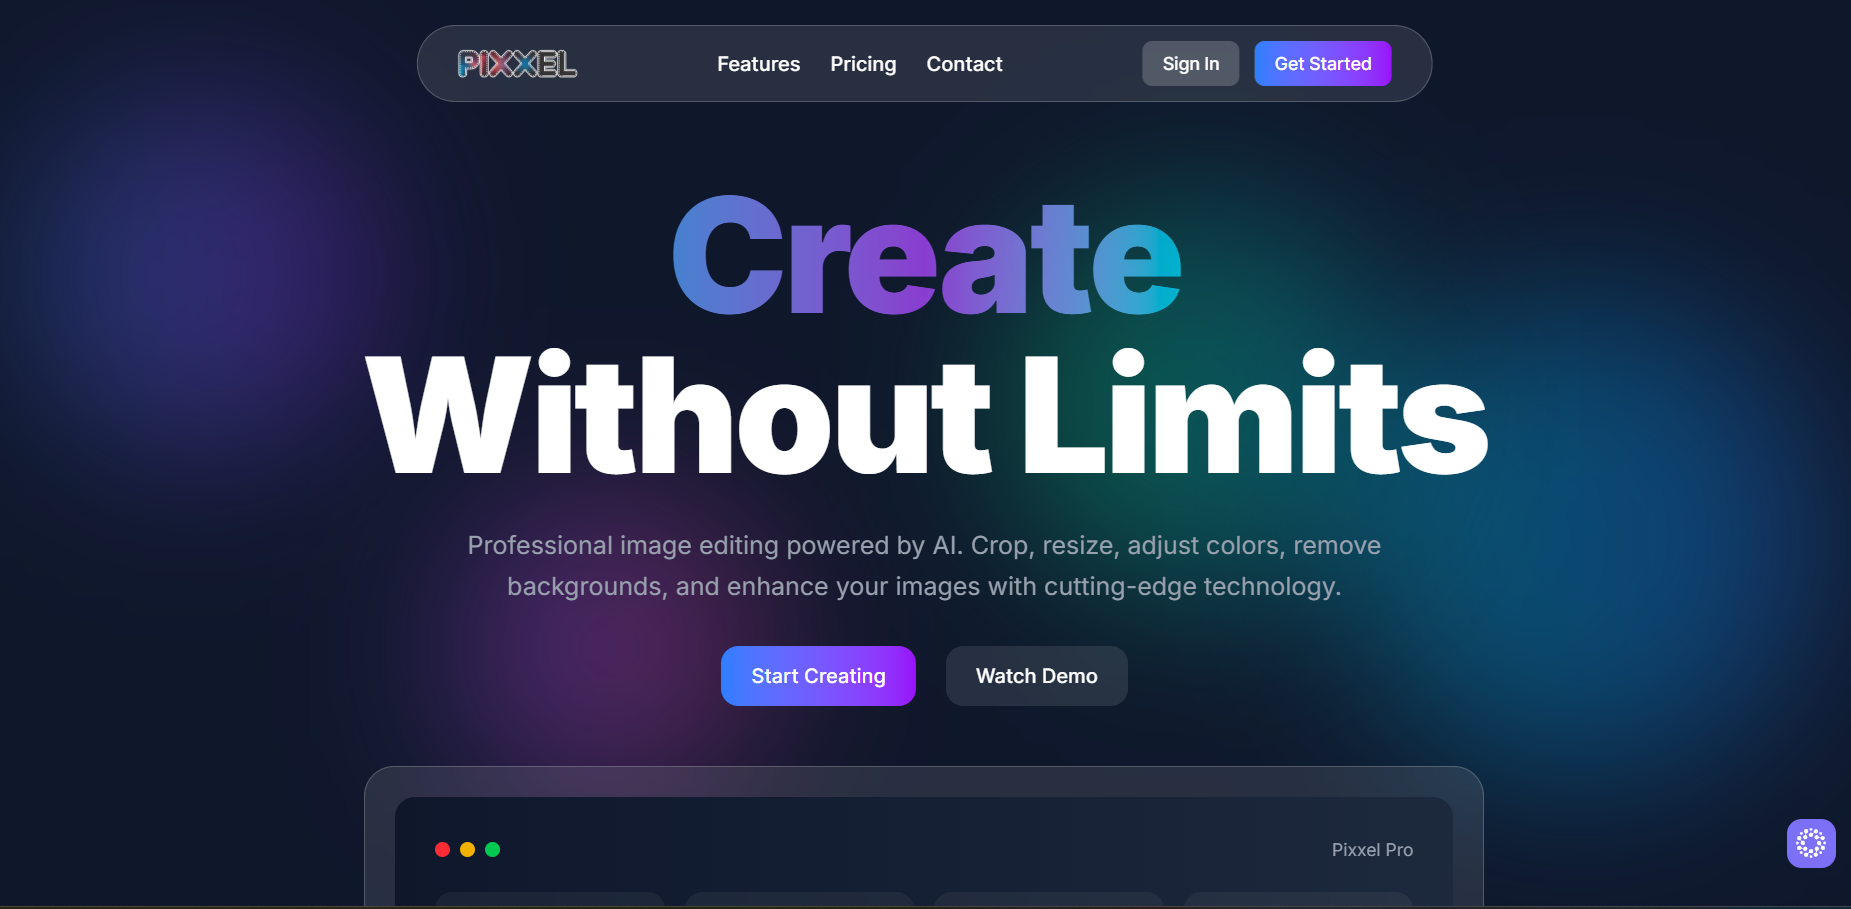 PIXXEL
Features
Pricing
Contact
Sign In
Get Started
Create
Without Limits
Professional image editing powered by AI. Crop, resize, adjust colors, remove
backgrounds, and enhance your images with cutting-edge technology.
Start Creating
Watch Demo
Pixxel Pro